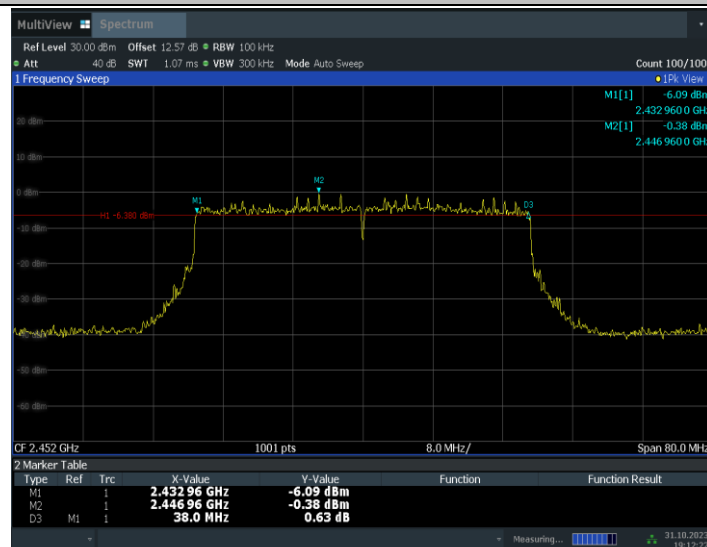 MultiView Spectrum
Ref Level 30.00 dBm Offset 12.57 dB RBW 100 kHz
Att 40 dB SWT 1.07 ms VBW 300 kHz Mode Auto Sweep Count 100/100
1 Frequency Sweep 1Pk View
M1[1] -6.09 dBm
2.432 960 0 GHz
M2[1] -0.38 dBm
2.446 960 0 GHz
20 dBm
10 dBm
0 dBm
M2
M1
D3
H1 -6.380 dBm
-10 dBm
-20 dBm
-30 dBm
-50 dBm
-60 dBm
CF 2.452 GHz 1001 pts 8.0 MHz/ Span 80.0 MHz
2 Marker Table
Type Ref Trc X-Value Y-Value Function Function Result
M1 1 2.432 96 GHz -6.09 dBm
M2 1 2.446 96 GHz -0.38 dBm
D3 M1 1 38.0 MHz 0.63 dB
Measuring... 31.10.2023
19:12:22